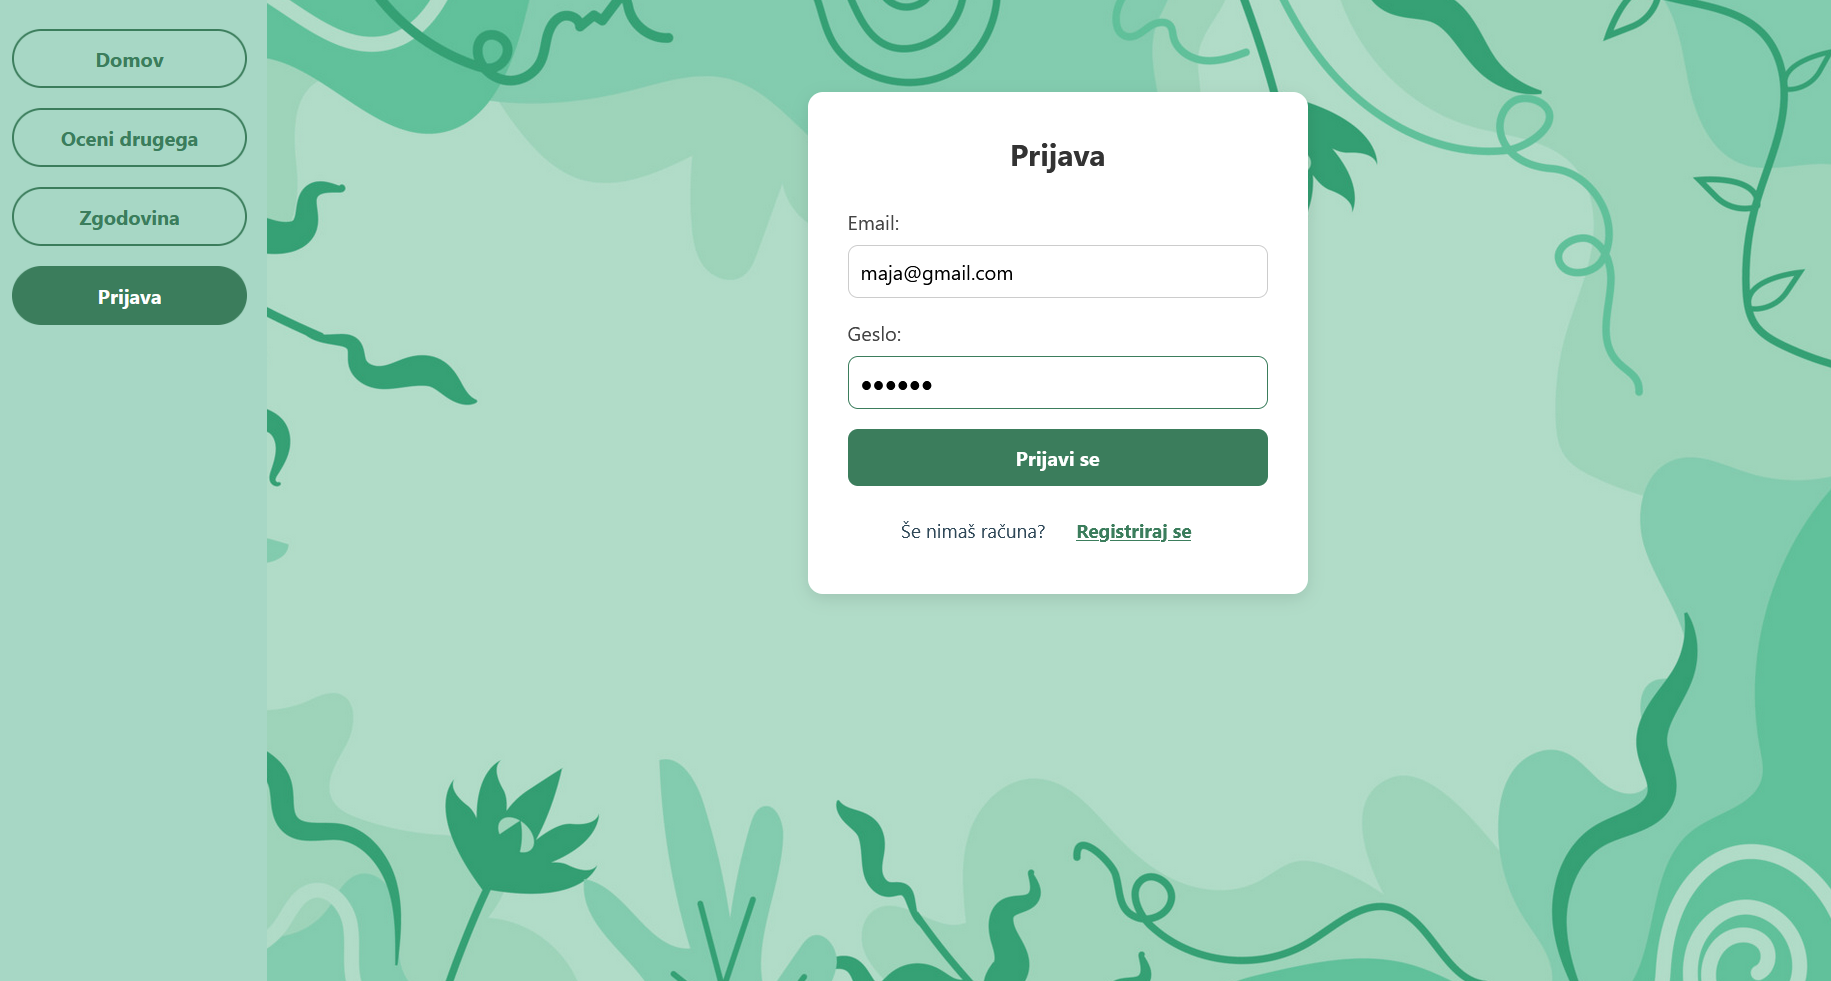 Domov
Oceni drugega
Zgodovina
Prijava
Prijava
Email:
maja@gmail.com
Geslo:
••••••
Prijavi se
Še nimaš računa? Registriraj se